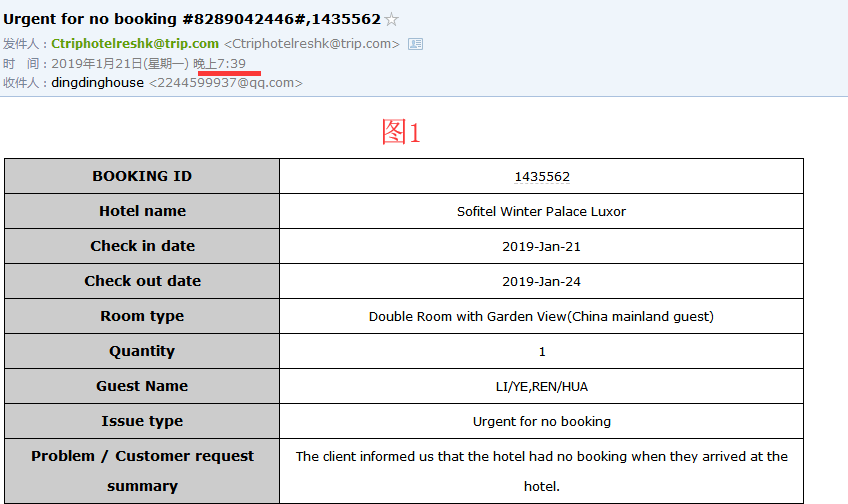 Urgent for no booking #8289042446#,1435562☆
发件人：Ctriphotelreshk@trip.com <Ctriphotelreshk@trip.com>
时　间：2019年1月21日(星期一) 晚上7:39
收件人：dingdinghouse <2244599937@qq.com>
图1
BOOKING ID 1435562
Hotel name Sofitel Winter Palace Luxor
Check in date 2019-Jan-21
Check out date 2019-Jan-24
Room type Double Room with Garden View(China mainland guest)
Quantity 1
Guest Name LI/YE,REN/HUA
Issue type Urgent for no booking
Problem / Customer request
summary
The client informed us that the hotel had no booking when they arrived at the
hotel.